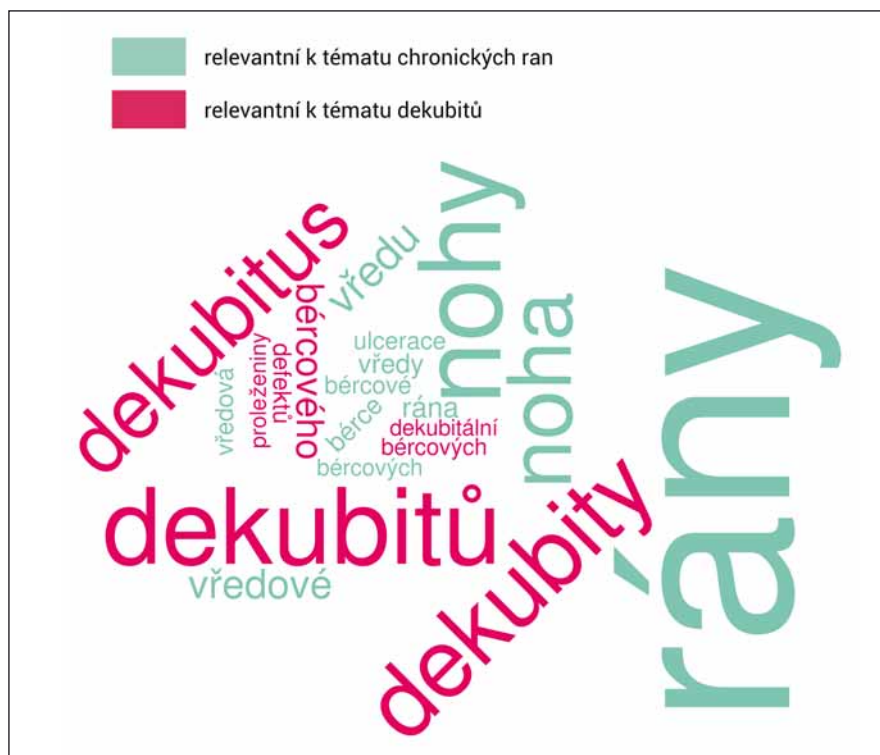 relevantní k tématu chronických ran
relevantní k tématu dekubitů
dekubitus
bércového
vředu
nohy
noha
rány
vředová
proleženiny
defektů
ulcerace
vředy
bércové
bérce
rána
dekubitální
bércových
bércových
dekubitů
vředové
dekubity